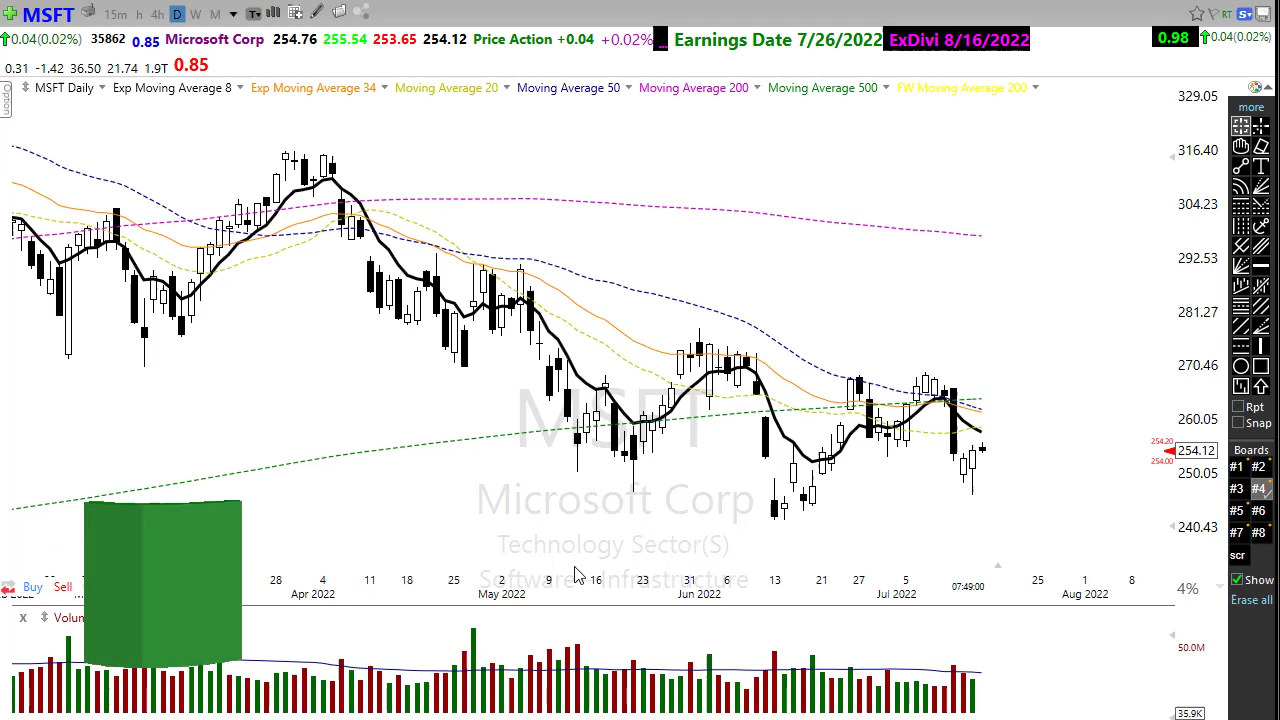 MSFT 15m h 4h D W M T RT S
0.04(0.02%) 35862 0.85 Microsoft Corp 254.76 255.54 253.65 254.12 Price Action +0.04 +0.02% ... Earnings Date 7/26/2022 ExDivi 8/16/2022 0.98 0.04(0.02%)
0.31 -1.42 36.50 21.74 1.9T 0.85
Option
MSFT Daily Exp Moving Average 8 Exp Moving Average 34 Moving Average 20 Moving Average 50 Moving Average 200 Moving Average 500 FW Moving Average 200
329.05
316.40
304.23
292.53
281.27
270.46
260.05
254.20
254.12
254.00
250.05
240.43
4%
MSFT
Microsoft Corp
Technology Sector(S)
Software - Infrastructure
Buy Sell
28 4 11 18 25 2 9 16 23 31 6 13 21 27 5 07:49:00 25 1 8
Apr 2022 May 2022 Jun 2022 Jul 2022 Aug 2022
X Volum
50.0M
35.9K
more
T
Rpt
Snap
Boards
#1 #2
#3 #4
#5 #6
#7 #8
scr
Show
Erase all